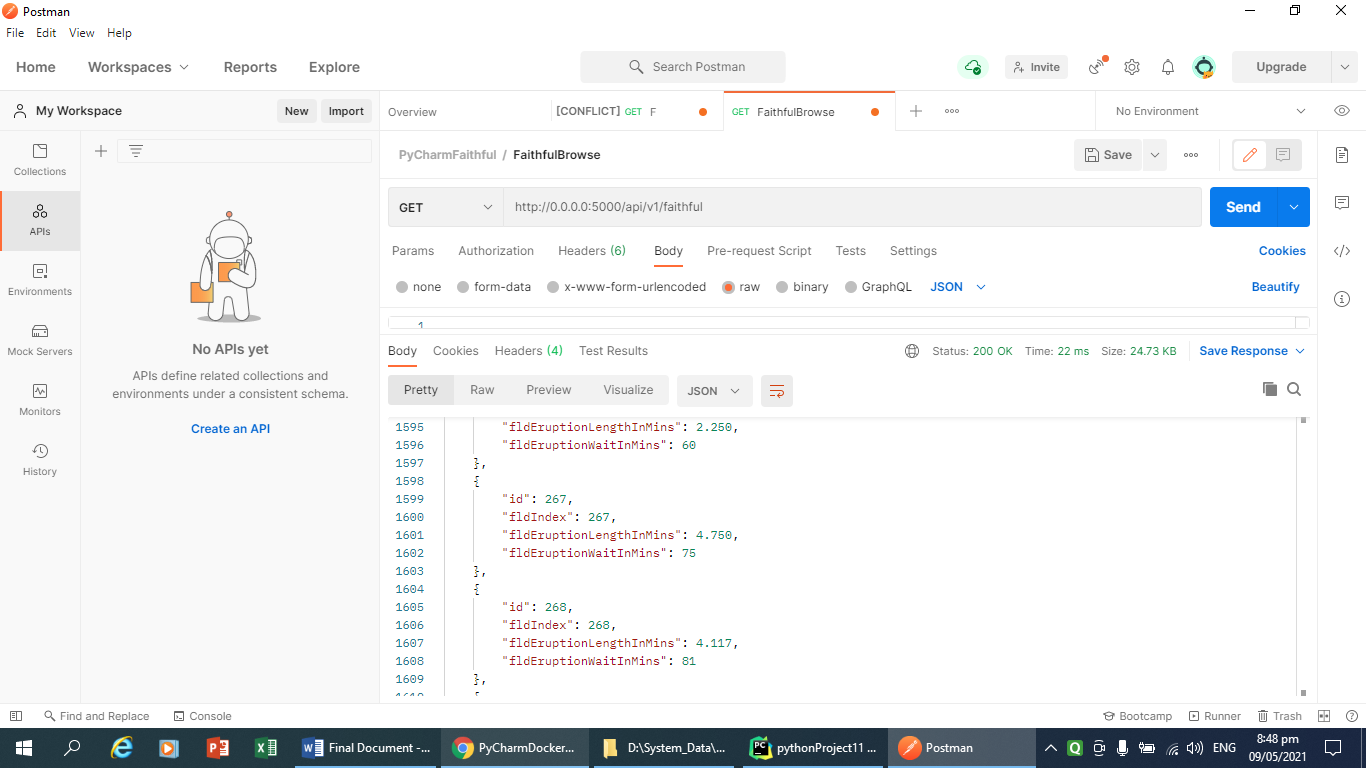 Postman
File Edit View Help
Home Workspaces Reports Explore Search Postman Invite Upgrade
My Workspace New Import Overview [CONFLICT] GET F GET FaithfulBrowse No Environment
Collections
APIs
Environments
Mock Servers
Monitors
History
No APIs yet
APIs define related collections and
environments under a consistent schema.
Create an API
PyCharmFaithful / FaithfulBrowse Save
GET http://0.0.0.0:5000/api/v1/faithful Send
Params Authorization Headers (6) Body Pre-request Script Tests Settings Cookies
none form-data x-www-form-urlencoded raw binary GraphQL JSON Beautify
1
Body Cookies Headers (4) Test Results Status: 200 OK Time: 22 ms Size: 24.73 KB Save Response
Pretty Raw Preview Visualize JSON
1595 "fldEruptionLengthInMins": 2.250,
1596 "fldEruptionWaitInMins": 60
1597 },
1598 {
1599 "id": 267,
1600 "fldIndex": 267,
1601 "fldEruptionLengthInMins": 4.750,
1602 "fldEruptionWaitInMins": 75
1603 },
1604 {
1605 "id": 268,
1606 "fldIndex": 268,
1607 "fldEruptionLengthInMins": 4.117,
1608 "fldEruptionWaitInMins": 81
1609 },
Find and Replace Console Bootcamp Runner Trash
Final Document -... PyCharmDocker... D:\System_Data\... pythonProject11 ... Postman ENG 8:48 pm
09/05/2021